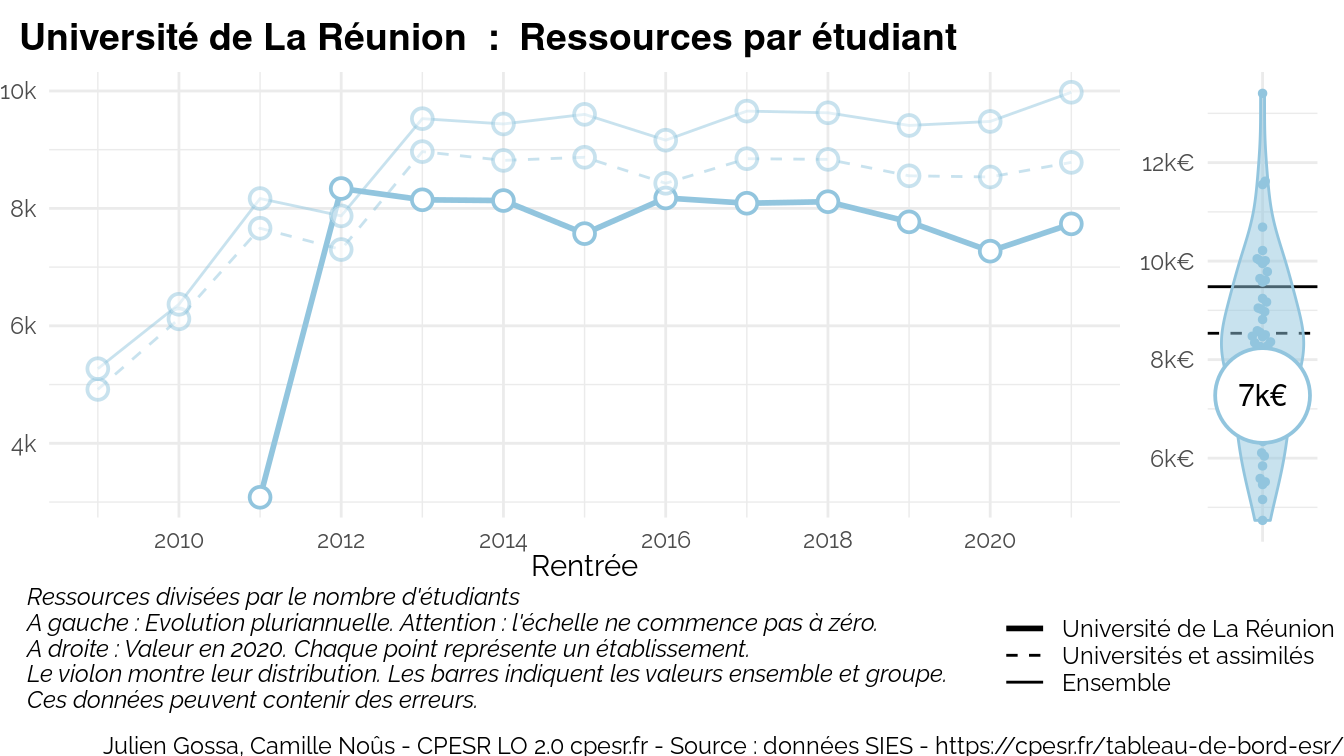 Université de La Réunion : Ressources par étudiant
10k
8k
6k
4k
2010 2012 2014 2016 2018 2020
Rentrée
12k€
10k€
8k€
6k€
7k€
Ressources divisées par le nombre d'étudiants
A gauche : Evolution pluriannuelle. Attention : l'échelle ne commence pas à zéro.
A droite : Valeur en 2020. Chaque point représente un établissement.
Le violon montre leur distribution. Les barres indiquent les valeurs ensemble et groupe.
Ces données peuvent contenir des erreurs.
Université de La Réunion
Universités et assimilés
Ensemble
Julien Gossa, Camille Noûs - CPESR LO 2.0 cpesr.fr - Source : données SIES - https://cpesr.fr/tableau-de-bord-esr/